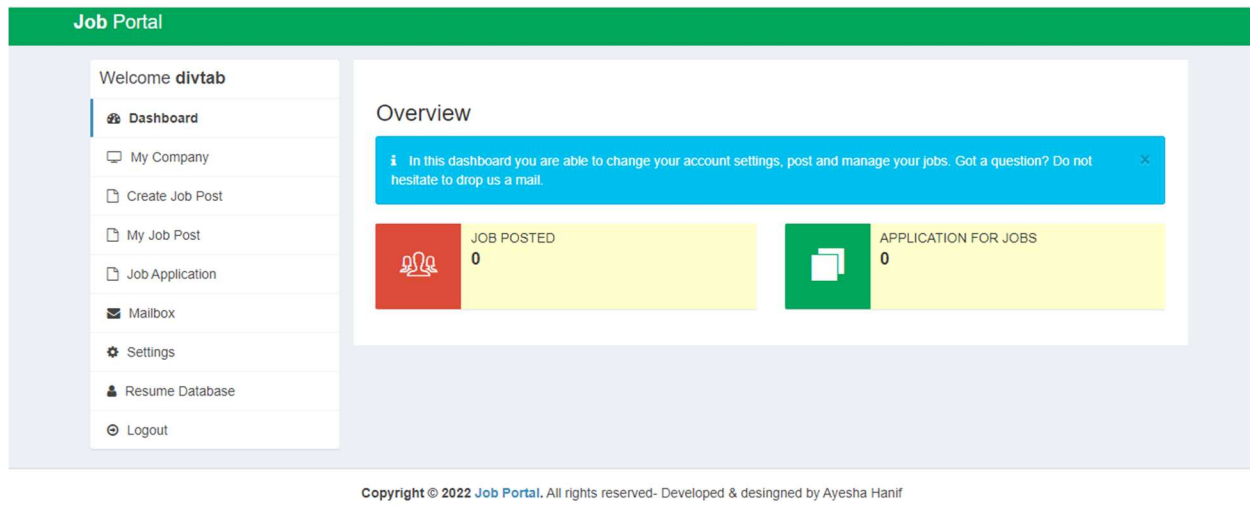 Job Portal
Welcome divtab
Dashboard
My Company
Create Job Post
My Job Post
Job Application
Mailbox
Settings
Resume Database
Logout
Overview
In this dashboard you are able to change your account settings, post and manage your jobs. Got a question? Do not
hesitate to drop us a mail.
×
JOB POSTED
0
APPLICATION FOR JOBS
0
Copyright © 2022 Job Portal. All rights reserved- Developed & desingned by Ayesha Hanif